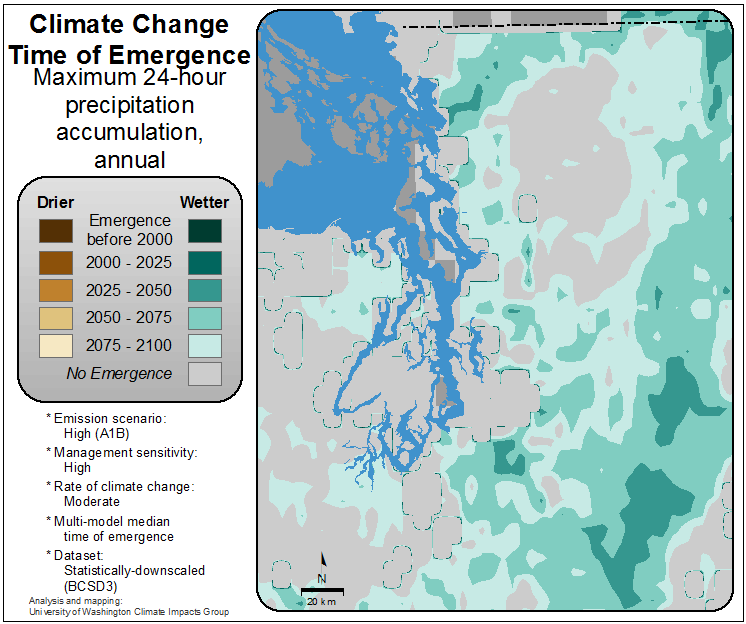 Climate Change
Time of Emergence
Maximum 24-hour
precipitation
accumulation,
annual
Drier Wetter
Emergence
before 2000
2000 - 2025
2025 - 2050
2050 - 2075
2075 - 2100
No Emergence
* Emission scenario:
High (A1B)
* Management sensitivity:
High
* Rate of climate change:
Moderate
* Multi-model median
time of emergence
* Dataset:
Statistically-downscaled
(BCSD3)
Analysis and mapping:
University of Washington Climate Impacts Group
N
20 km